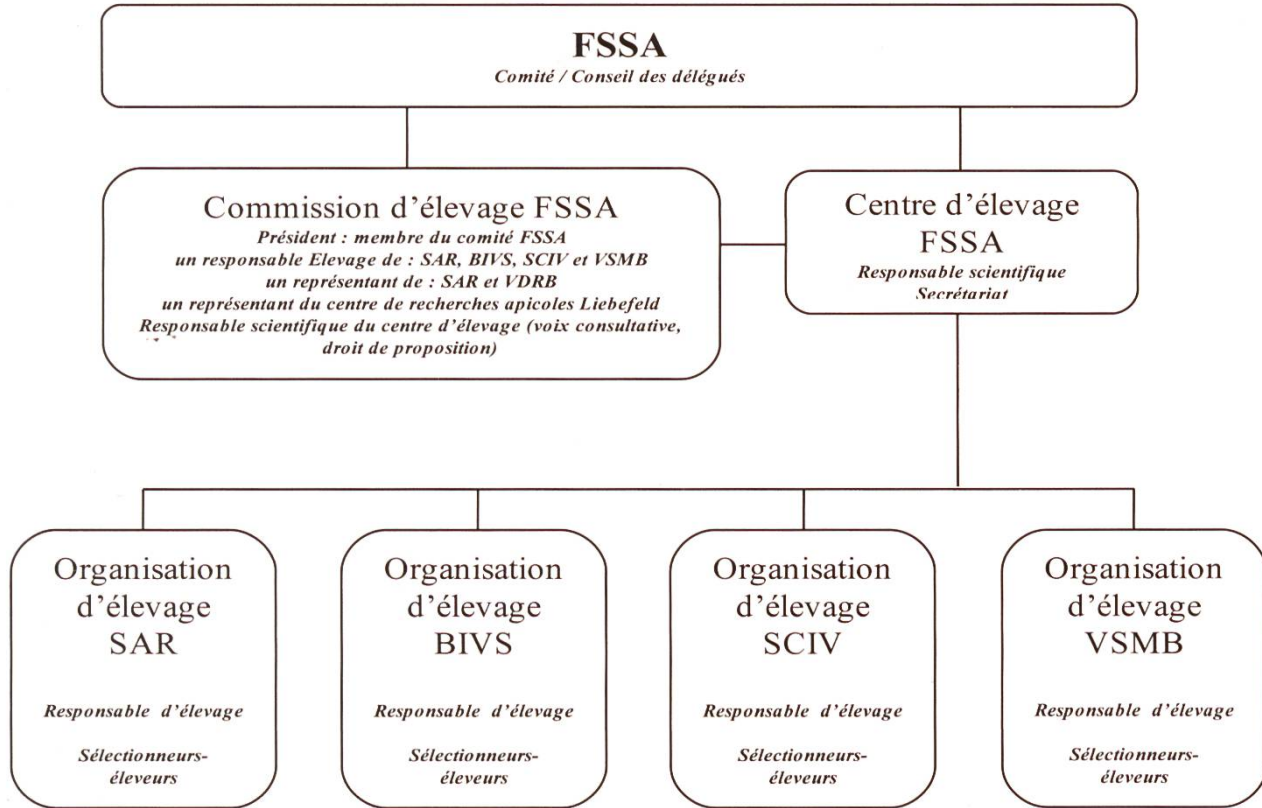 FSSA
Comité / Conseil des délégués
Commission d'élevage FSSA
Président : membre du comité FSSA
un responsable Elevage de : SAR, BIVS, SCIV et VSMB
un représentant de : SAR et VDRB
un représentant du centre de recherches apicoles Liebefeld
Responsable scientifique du centre d'élevage (voix consultative,
droit de proposition)
Centre d'élevage
FSSA
Responsable scientifique
Secrétariat
Organisation
d'élevage
SAR
Responsable d'élevage
Sélectionneurs-
éleveurs
Organisation
d'élevage
BIVS
Responsable d'élevage
Sélectionneurs-
éleveurs
Organisation
d'élevage
SCIV
Responsable d'élevage
Sélectionneurs-
éleveurs
Organisation
d'élevage
VSMB
Responsable d'élevage
Sélectionneurs-
éleveurs